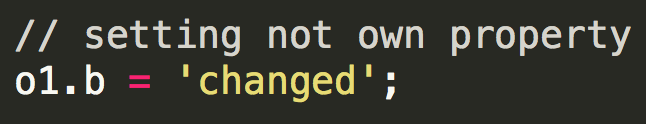 // setting not own property
o1.b = 'changed';